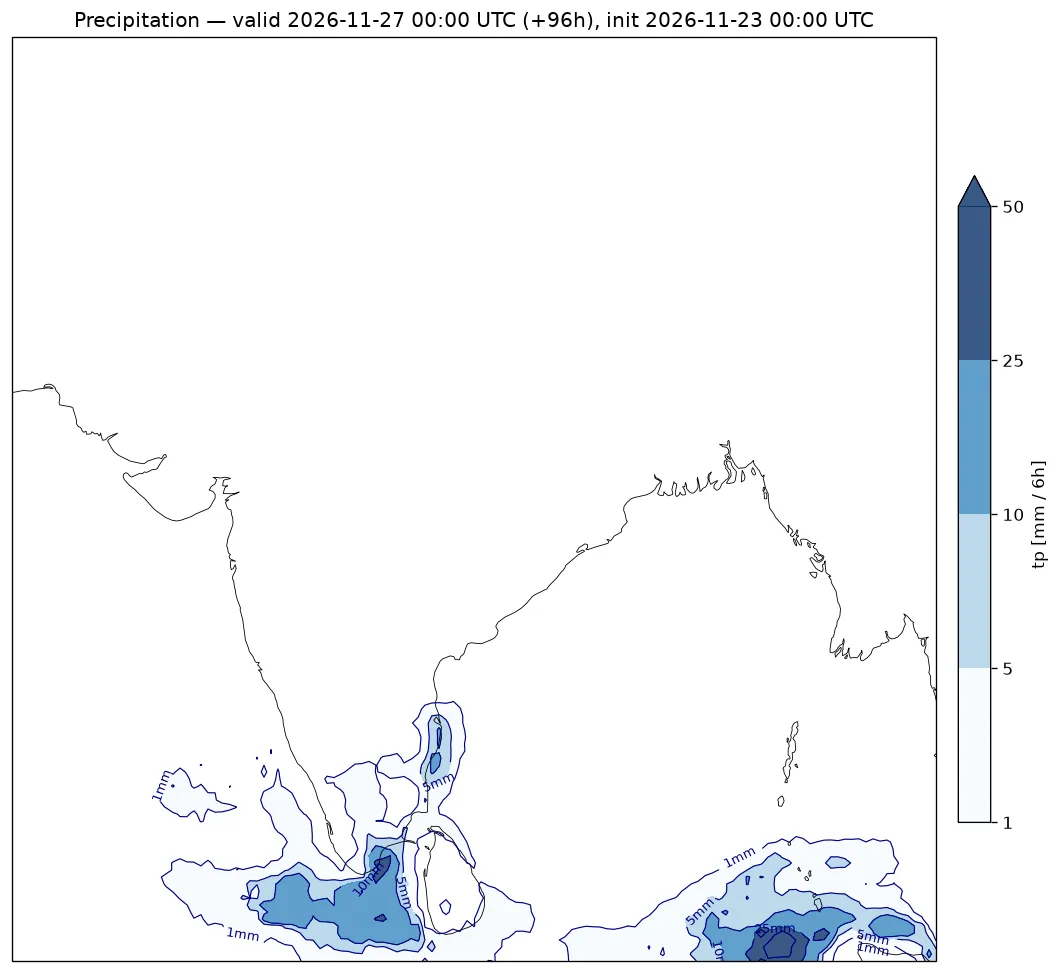 Precipitation — valid 2026-11-27 00:00 UTC (+96h), init 2026-11-23 00:00 UTC
50
25
10
5
1
tp [mm / 6h]
1mm
5mm
10mm
5mm
1mm
1mm
5mm
25mm
5mm
1mm